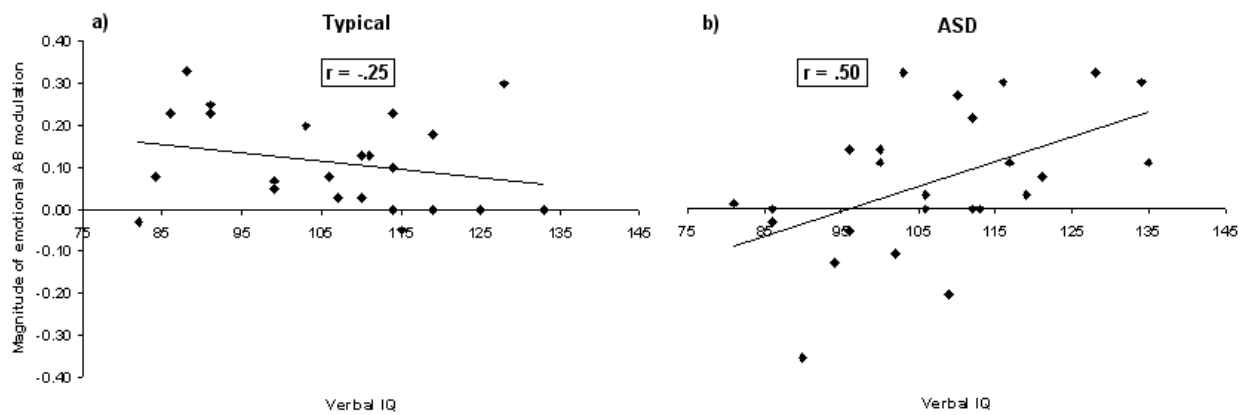 a) Typical
r = -.25
Magnitude of emotional AB modulation
0.40
0.30
0.20
0.10
0.00
-0.10
-0.20
-0.30
-0.40
75 85 95 105 115 125 135 145
Verbal IQ
b) ASD
r = .50
75 85 95 105 115 125 135 145
Verbal IQ